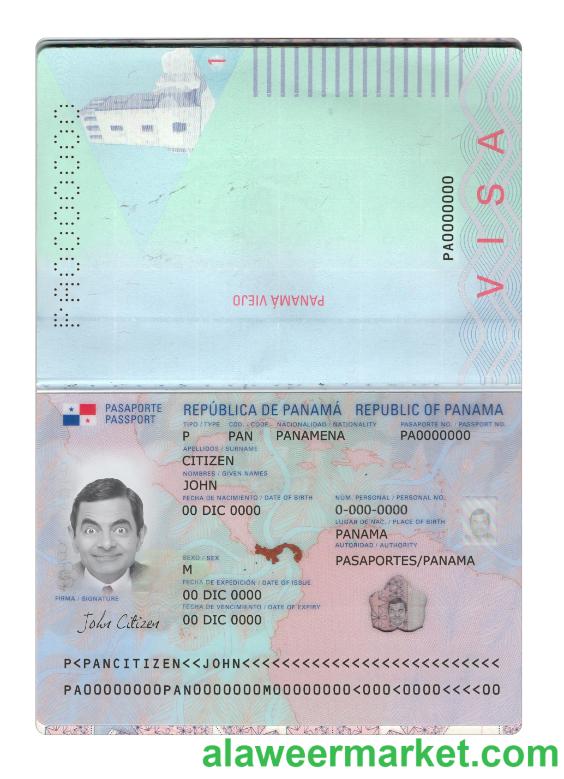 1
PA0000000
VISA
PA0000000
PANAMÁ VIEJO
PASAPORTE REPÚBLICA DE PANAMÁ REPUBLIC OF PANAMA
PASSPORT
TIPO / TYPE CÓD. / CODE NACIONALIDAD / NATIONALITY PASAPORTE NO. / PASSPORT NO.
P PAN PANAMENA PA0000000
APELLIDOS / SURNAME
CITIZEN
NOMBRES / GIVEN NAMES
JOHN
FECHA DE NACIMIENTO / DATE OF BIRTH NÚM. PERSONAL / PERSONAL NO.
00 DIC 0000 0-000-0000
LUGAR DE NAC. / PLACE OF BIRTH
PANAMA
SEXO / SEX AUTORIDAD / AUTHORITY
M PASAPORTES/PANAMA
FECHA DE EXPEDICIÓN / DATE OF ISSUE
00 DIC 0000
FIRMA / SIGNATURE FECHA DE VENCIMIENTO / DATE OF EXPIRY
John Citizen 00 DIC 0000
P<PANCITIZEN<<JOHN<<<<<<<<<<<<<<<<<<<<<<<<<<
PA00000000PAN0000000M00000000<000<0000<<<<00
alaweermarket.com